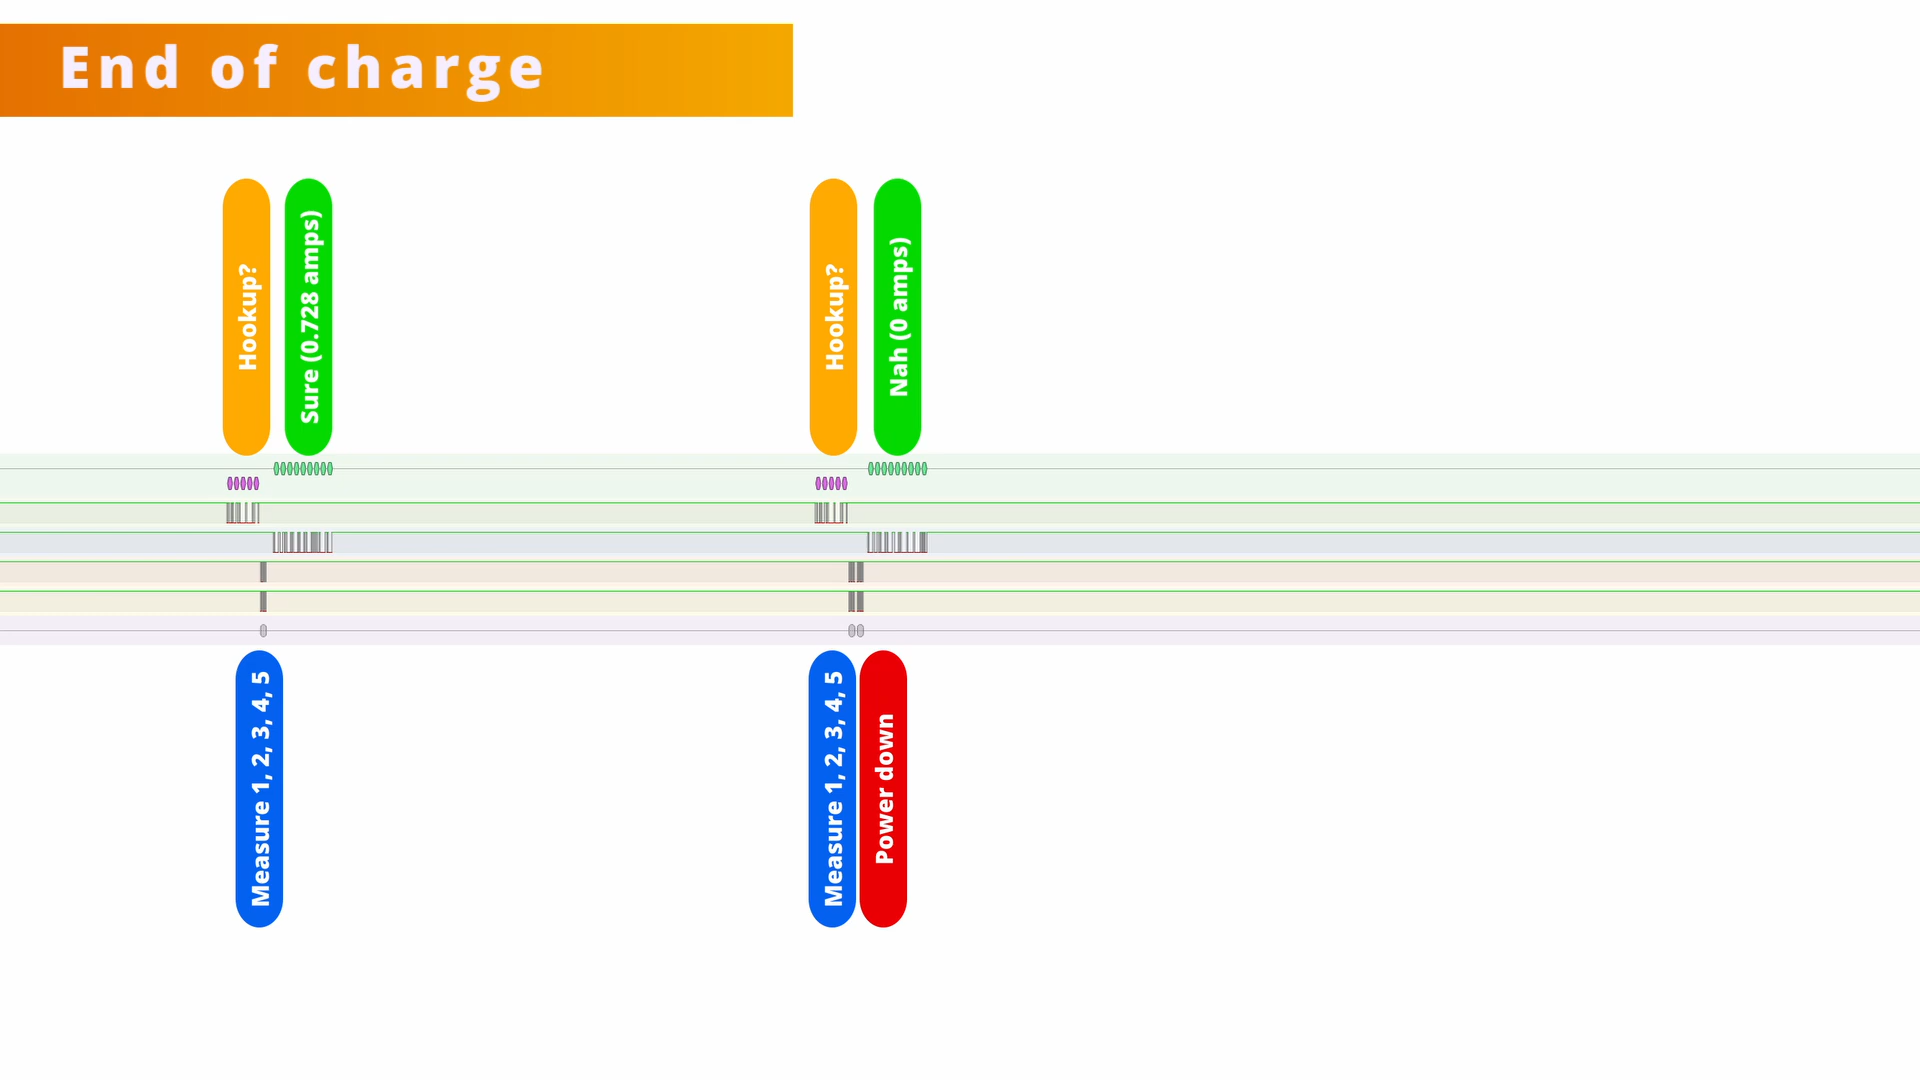 End of charge
Hookup?
Sure (0.728 amps)
Hookup?
Nah (0 amps)
Measure 1, 2, 3, 4, 5
Measure 1, 2, 3, 4, 5
Power down